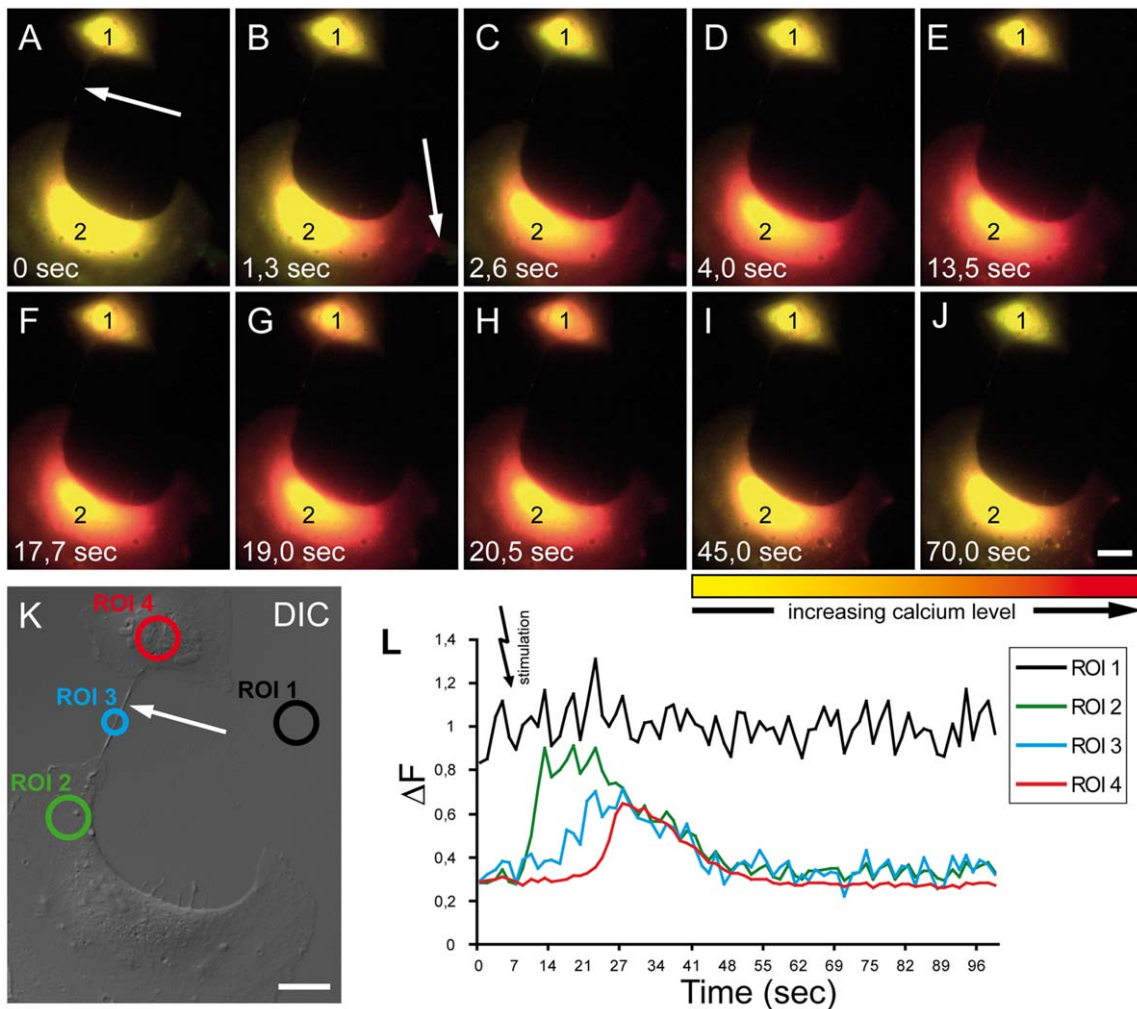 A
1
2
0 sec
B
1
2
1,3 sec
C
1
2
2,6 sec
D
1
2
4,0 sec
E
1
2
13,5 sec
F
1
2
17,7 sec
G
1
2
19,0 sec
H
1
2
20,5 sec
I
1
2
45,0 sec
J
1
2
70,0 sec
increasing calcium level
K
DIC
ROI 4
ROI 3
ROI 1
ROI 2
L
stimulation
1,4
1,2
1
0,8
0,6
0,4
0,2
0
ΔF
0 7 14 21 27 34 41 48 55 62 69 76 82 89 96
Time (sec)
ROI 1
ROI 2
ROI 3
ROI 4